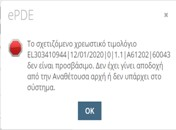 ePDE
Το σχετιζόμενο χρεωστικό τιμολόγιο
EL303410944|12/01/2020|0|1.1|A61202|60043
δεν είναι προσβάσιμο. Δεν έχει γίνει αποδοχή
από την Αναθέτουσα αρχή ή δεν υπάρχει στο
σύστημα.
OK